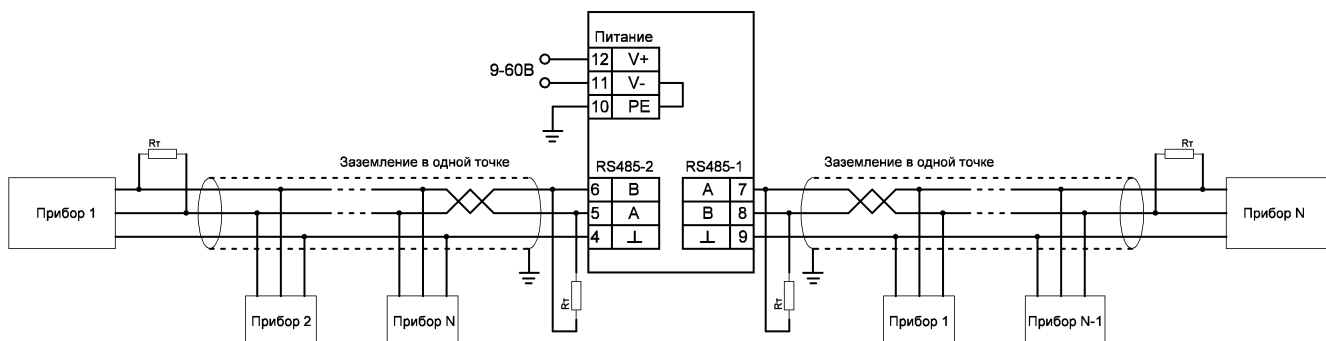 Питание
12 V+
11 V-
10 PE
9-60В
Rт
Заземление в одной точке
RS485-2
RS485-1
Заземление в одной точке
Rт
Прибор 1
6 B
5 A
4 ⊥
A 7
B 8
⊥ 9
Прибор N
Rт
Rт
Прибор 2
Прибор N
Прибор 1
Прибор N-1